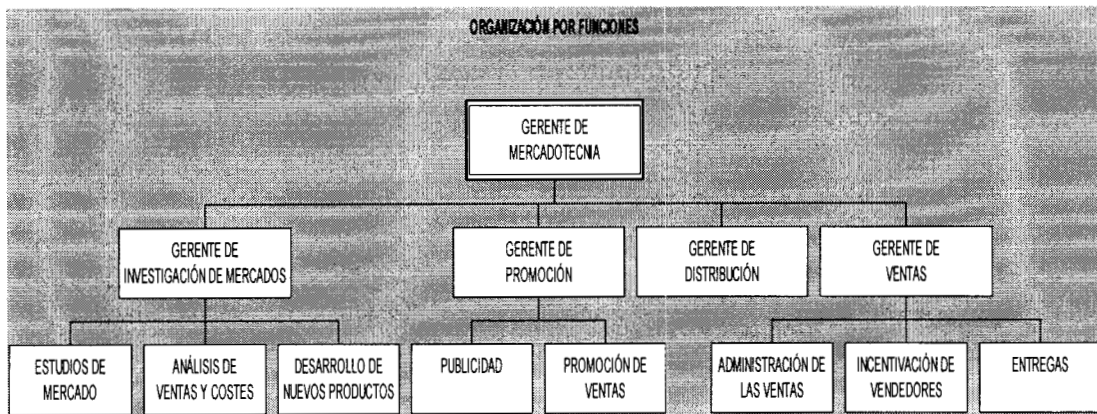 ORGANIZACIÓN POR FUNCIONES
GERENTE DE
MERCADOTECNIA
GERENTE DE
INVESTIGACIÓN DE MERCADOS
GERENTE DE
PROMOCIÓN
GERENTE DE
DISTRIBUCIÓN
GERENTE DE
VENTAS
ESTUDIOS DE
MERCADO
ANÁLISIS DE
VENTAS Y COSTES
DESARROLLO DE
NUEVOS PRODUCTOS
PUBLICIDAD
PROMOCIÓN DE
VENTAS
ADMINISTRACIÓN DE
LAS VENTAS
INCENTIVACIÓN DE
VENDEDORES
ENTREGAS